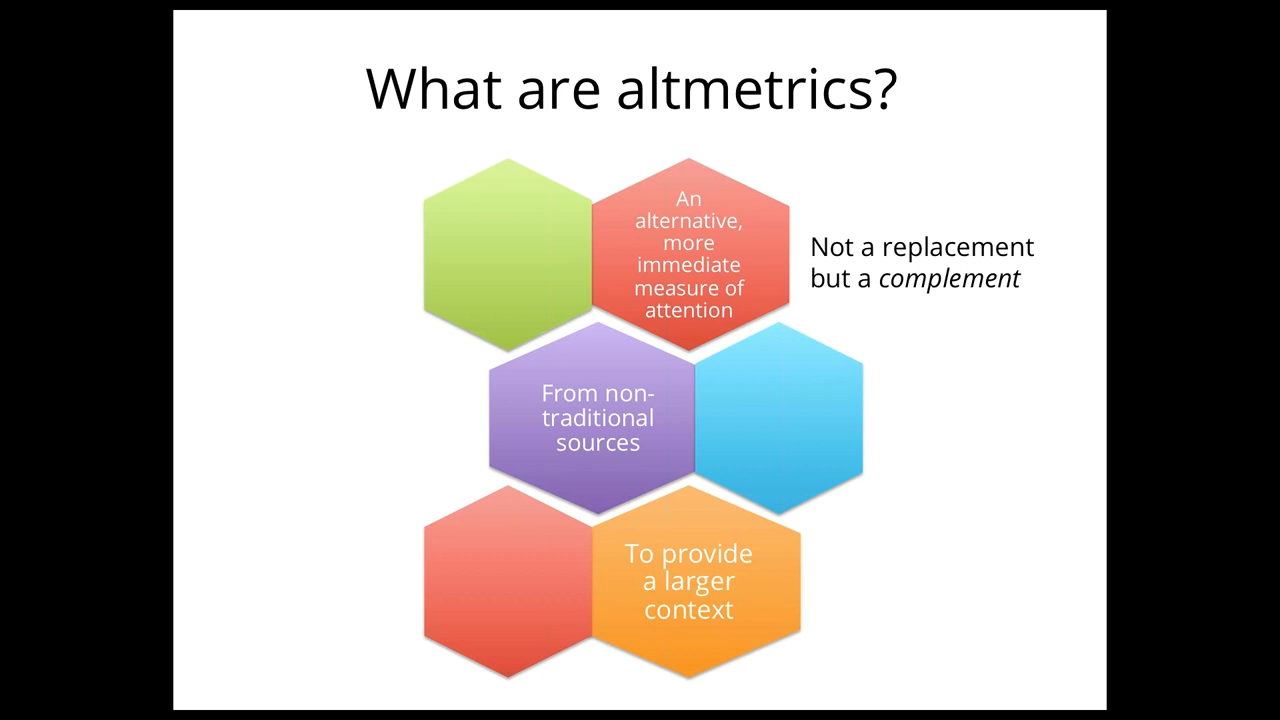 What are altmetrics?
An
alternative,
more
immediate
measure of
attention
Not a replacement
but a complement
From non-
traditional
sources
To provide
a larger
context